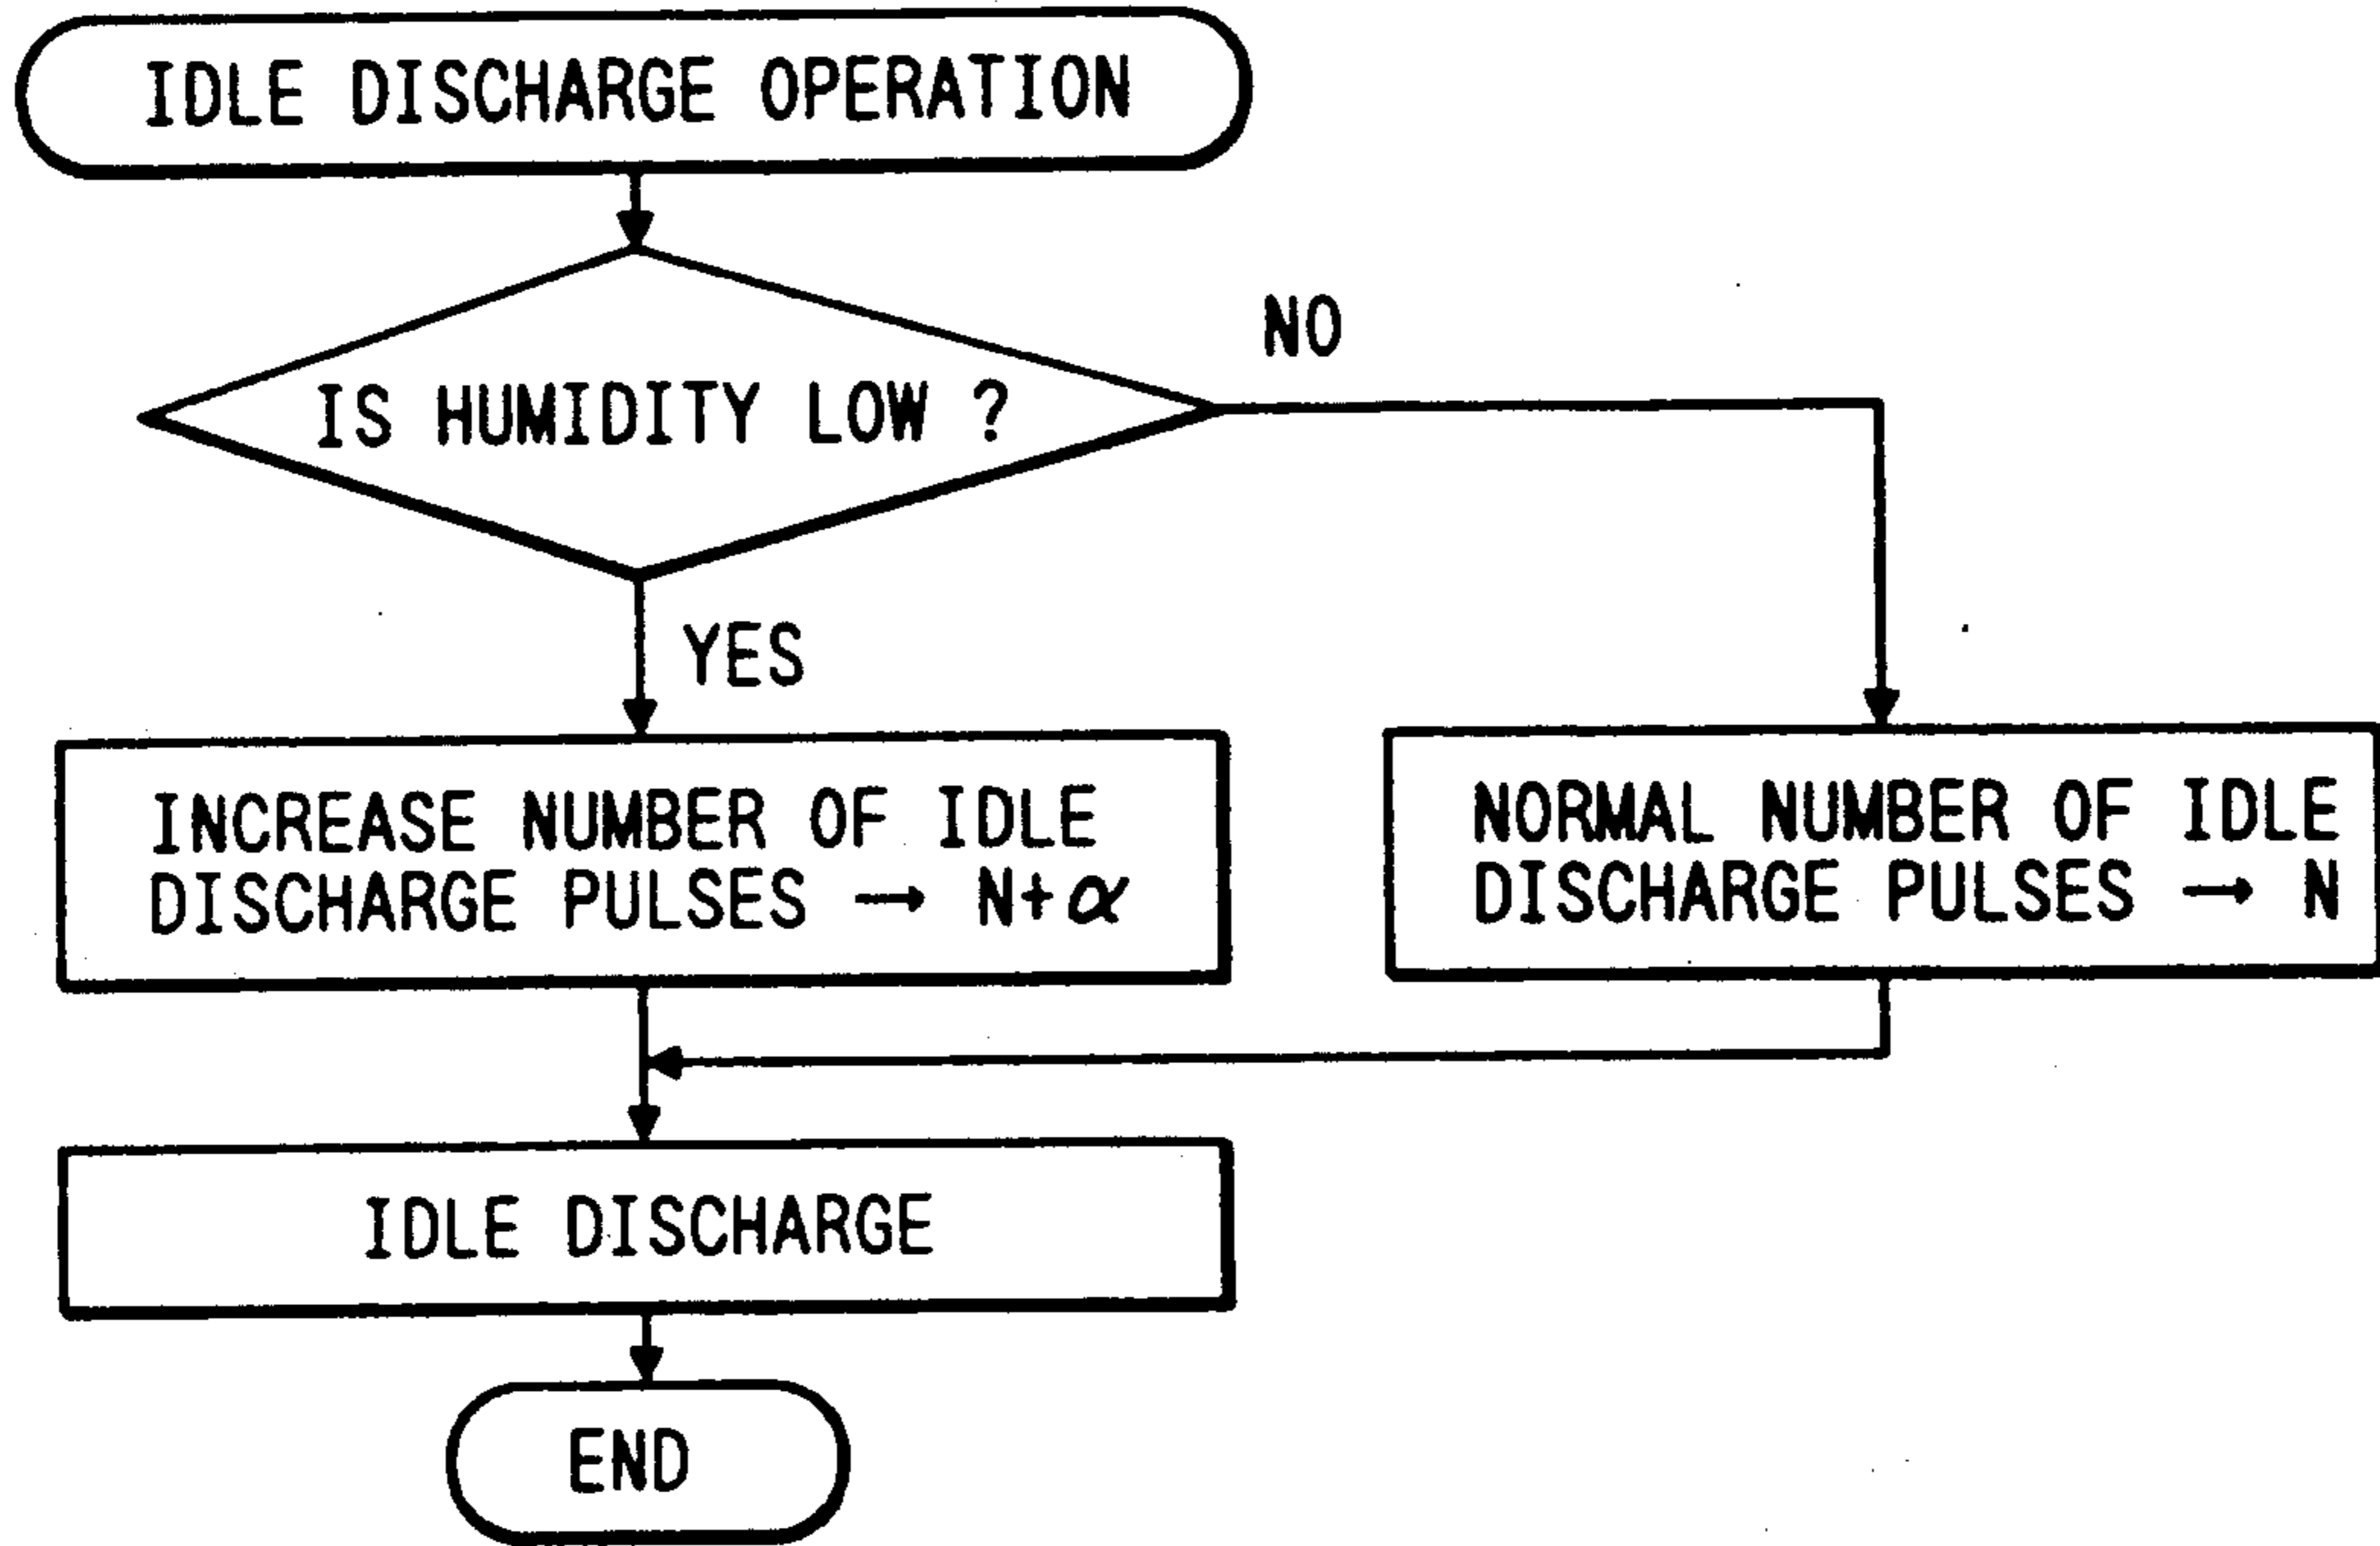 IDLE DISCHARGE OPERATION
IS HUMIDITY LOW ?
NO
YES
INCREASE NUMBER OF IDLE
DISCHARGE PULSES → N+α
NORMAL NUMBER OF IDLE
DISCHARGE PULSES → N
IDLE DISCHARGE
END